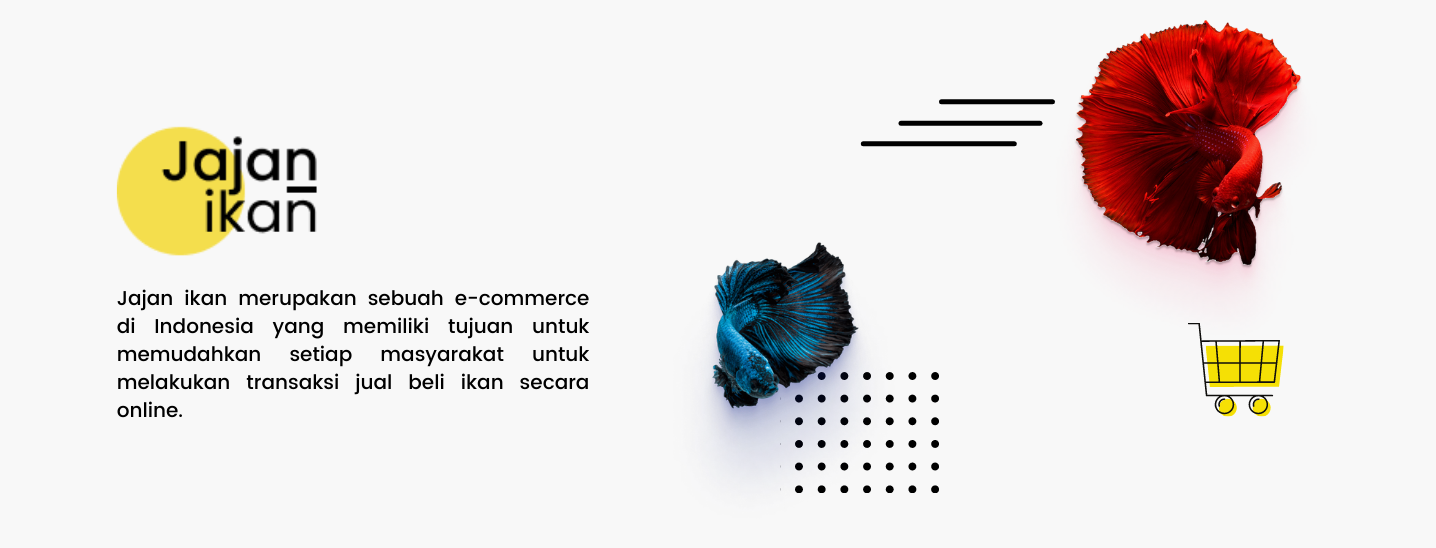 Jajan
ikan
Jajan ikan merupakan sebuah e-commerce
di Indonesia yang memiliki tujuan untuk
memudahkan setiap masyarakat untuk
melakukan transaksi jual beli ikan secara
online.